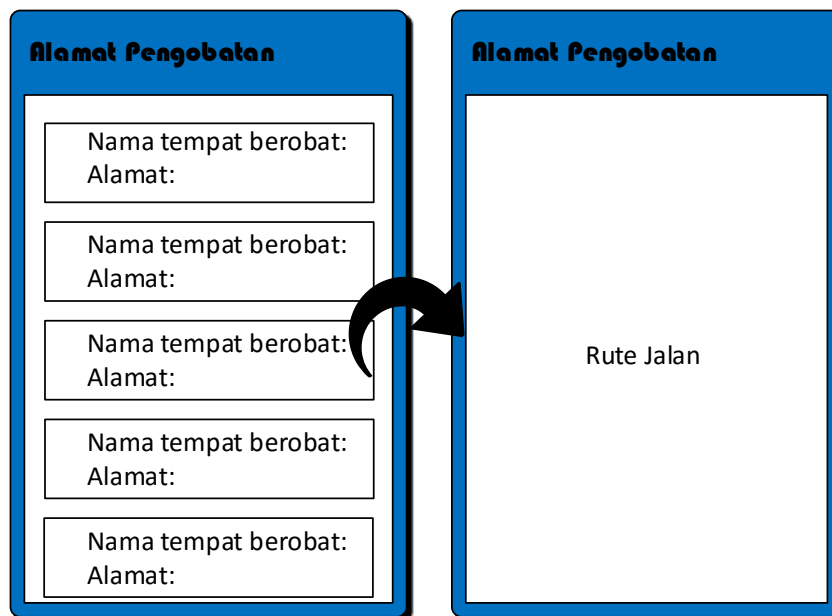 Alamat Pengobatan
Nama tempat berobat:
Alamat:
Nama tempat berobat:
Alamat:
Nama tempat berobat:
Alamat:
Nama tempat berobat:
Alamat:
Nama tempat berobat:
Alamat:
Alamat Pengobatan
Rute Jalan